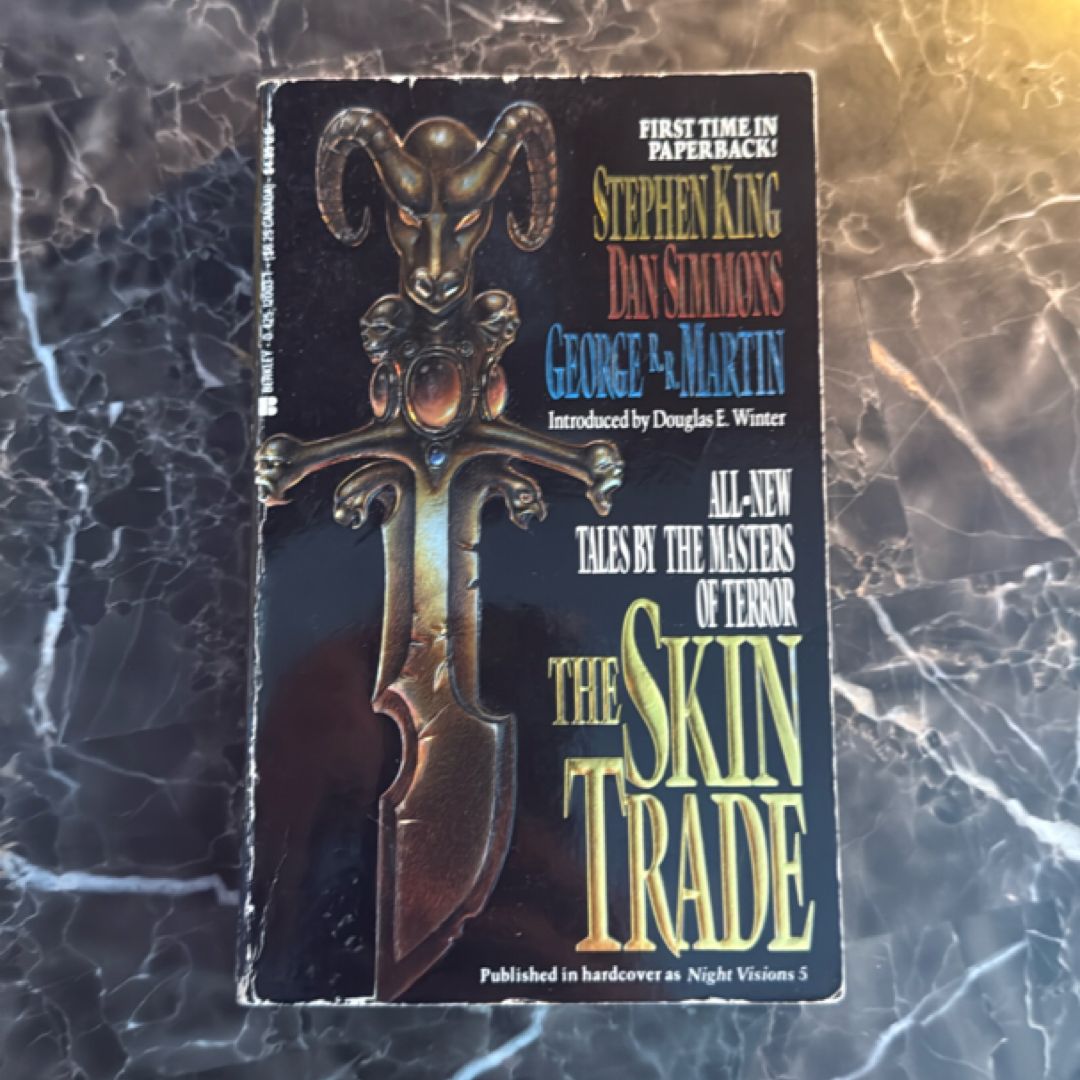 FIRST TIME IN
PAPERBACK!
STEPHEN KING
DAN SIMMONS
GEORGE R.R. MARTIN
Introduced by Douglas E. Winter
ALL-NEW
TALES BY THE MASTERS
OF TERROR
THE SKIN
TRADE
Published in hardcover as Night Visions 5
B BERKLEY